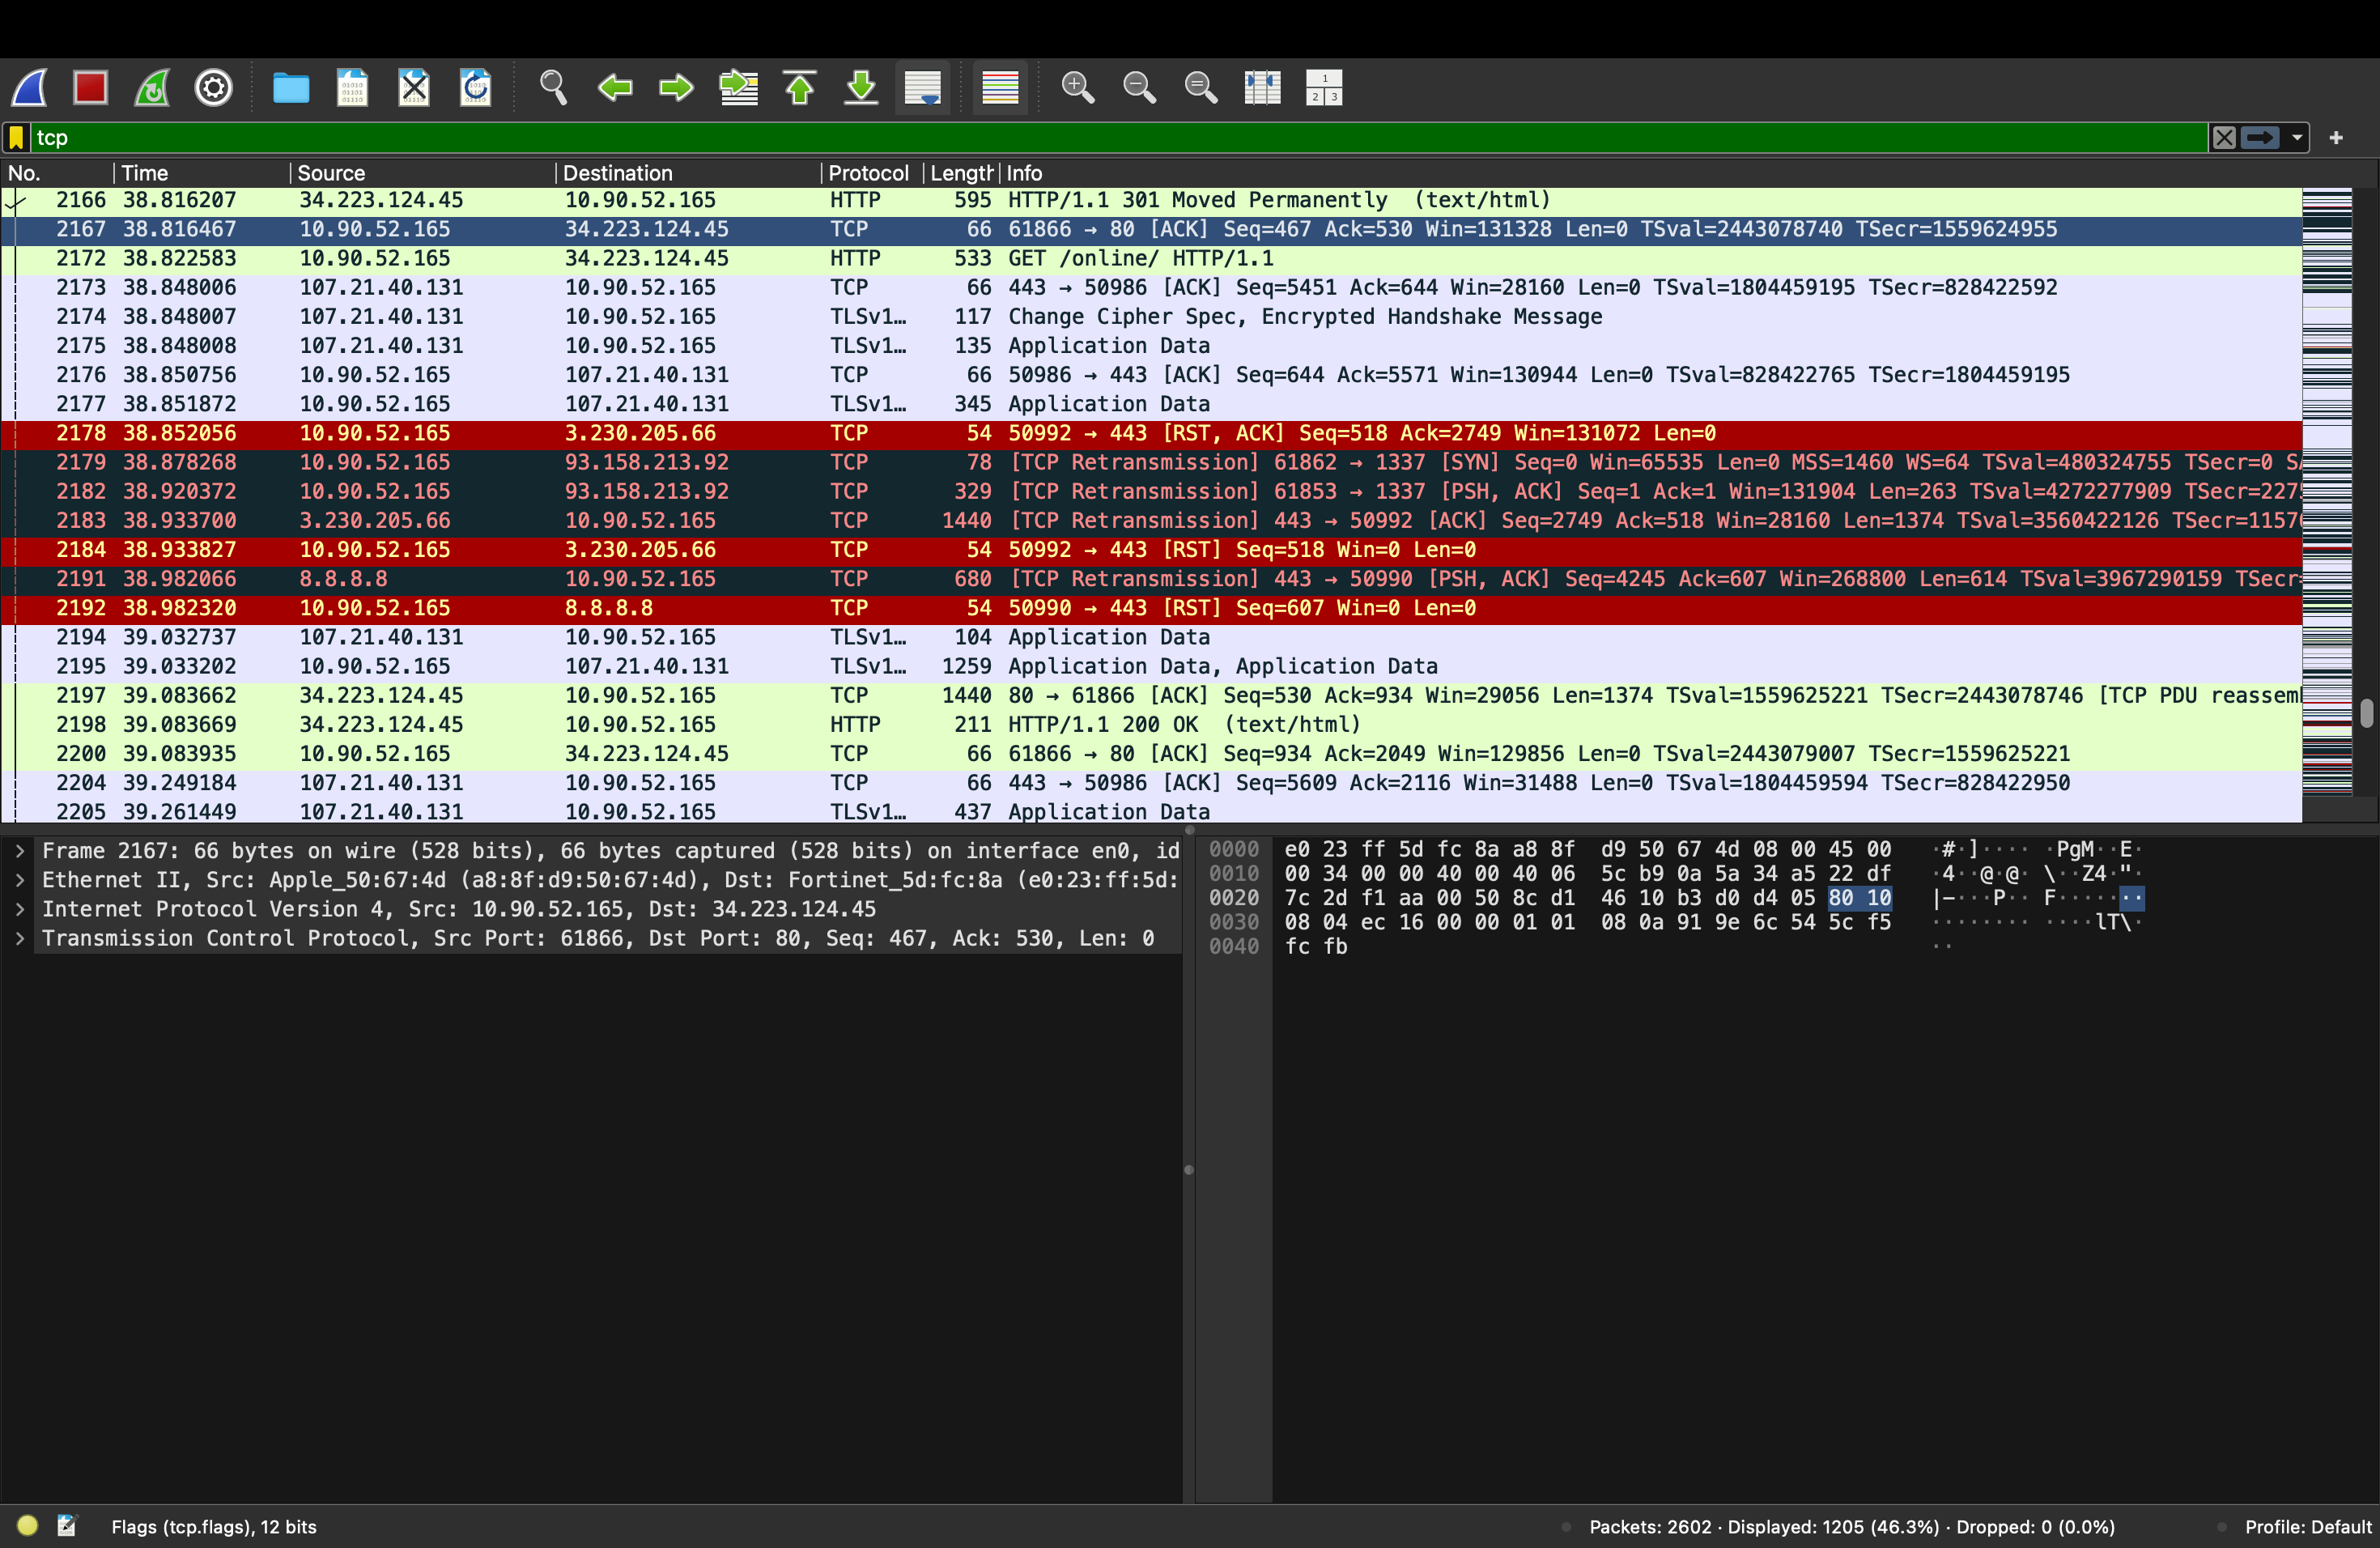 tcp
No. Time Source Destination Protocol Length Info
2166 38.816207 34.223.124.45 10.90.52.165 HTTP 595 HTTP/1.1 301 Moved Permanently (text/html)
2167 38.816467 10.90.52.165 34.223.124.45 TCP 66 61866 → 80 [ACK] Seq=467 Ack=530 Win=131328 Len=0 TSval=2443078740 TSecr=1559624955
2172 38.822583 10.90.52.165 34.223.124.45 HTTP 533 GET /online/ HTTP/1.1
2173 38.848006 107.21.40.131 10.90.52.165 TCP 66 443 → 50986 [ACK] Seq=5451 Ack=644 Win=28160 Len=0 TSval=1804459195 TSecr=828422592
2174 38.848007 107.21.40.131 10.90.52.165 TLSv1… 117 Change Cipher Spec, Encrypted Handshake Message
2175 38.848008 107.21.40.131 10.90.52.165 TLSv1… 135 Application Data
2176 38.850756 10.90.52.165 107.21.40.131 TCP 66 50986 → 443 [ACK] Seq=644 Ack=5571 Win=130944 Len=0 TSval=828422765 TSecr=1804459195
2177 38.851872 10.90.52.165 107.21.40.131 TLSv1… 345 Application Data
2178 38.852056 10.90.52.165 3.230.205.66 TCP 54 50992 → 443 [RST, ACK] Seq=518 Ack=2749 Win=131072 Len=0
2179 38.878268 10.90.52.165 93.158.213.92 TCP 78 [TCP Retransmission] 61862 → 1337 [SYN] Seq=0 Win=65535 Len=0 MSS=1460 WS=64 TSval=480324755 TSecr=0 SA
2182 38.920372 10.90.52.165 93.158.213.92 TCP 329 [TCP Retransmission] 61853 → 1337 [PSH, ACK] Seq=1 Ack=1 Win=131904 Len=263 TSval=4272277909 TSecr=227
2183 38.933700 3.230.205.66 10.90.52.165 TCP 1440 [TCP Retransmission] 443 → 50992 [ACK] Seq=2749 Ack=518 Win=28160 Len=1374 TSval=3560422126 TSecr=1157
2184 38.933827 10.90.52.165 3.230.205.66 TCP 54 50992 → 443 [RST] Seq=518 Win=0 Len=0
2191 38.982066 8.8.8.8 10.90.52.165 TCP 680 [TCP Retransmission] 443 → 50990 [PSH, ACK] Seq=4245 Ack=607 Win=268800 Len=614 TSval=3967290159 TSecr=
2192 38.982320 10.90.52.165 8.8.8.8 TCP 54 50990 → 443 [RST] Seq=607 Win=0 Len=0
2194 39.032737 107.21.40.131 10.90.52.165 TLSv1… 104 Application Data
2195 39.033202 10.90.52.165 107.21.40.131 TLSv1… 1259 Application Data, Application Data
2197 39.083662 34.223.124.45 10.90.52.165 TCP 1440 80 → 61866 [ACK] Seq=530 Ack=934 Win=29056 Len=1374 TSval=1559625221 TSecr=2443078746 [TCP PDU reassem
2198 39.083669 34.223.124.45 10.90.52.165 HTTP 211 HTTP/1.1 200 OK (text/html)
2200 39.083935 10.90.52.165 34.223.124.45 TCP 66 61866 → 80 [ACK] Seq=934 Ack=2049 Win=129856 Len=0 TSval=2443079007 TSecr=1559625221
2204 39.249184 107.21.40.131 10.90.52.165 TCP 66 443 → 50986 [ACK] Seq=5609 Ack=2116 Win=31488 Len=0 TSval=1804459594 TSecr=828422950
2205 39.261449 107.21.40.131 10.90.52.165 TLSv1… 437 Application Data
Frame 2167: 66 bytes on wire (528 bits), 66 bytes captured (528 bits) on interface en0, id
Ethernet II, Src: Apple_50:67:4d (a8:8f:d9:50:67:4d), Dst: Fortinet_5d:fc:8a (e0:23:ff:5d:
Internet Protocol Version 4, Src: 10.90.52.165, Dst: 34.223.124.45
Transmission Control Protocol, Src Port: 61866, Dst Port: 80, Seq: 467, Ack: 530, Len: 0
0000 e0 23 ff 5d fc 8a a8 8f d9 50 67 4d 08 00 45 00 ·#·]···· ·PgM··E·
0010 00 34 00 00 40 00 40 06 5c b9 0a 5a 34 a5 22 df ·4··@·@· \··Z4·"·
0020 7c 2d f1 aa 00 50 8c d1 46 10 b3 d0 d4 05 80 10 |-···P·· F·······
0030 08 04 ec 16 00 00 01 01 08 0a 91 9e 6c 54 5c f5 ········ ····lT\·
0040 fc fb ··
Flags (tcp.flags), 12 bits
Packets: 2602 · Displayed: 1205 (46.3%) · Dropped: 0 (0.0%)
Profile: Default